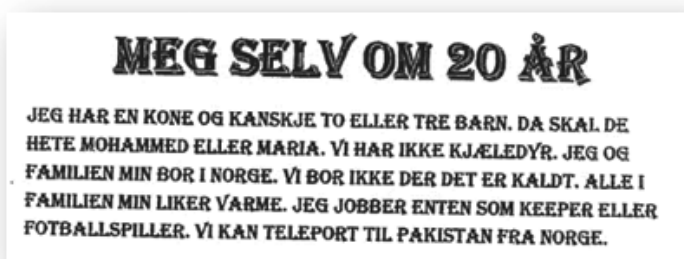 MEG SELV OM 20 ÅR
JEG HAR EN KONE OG KANSKJE TO ELLER TRE BARN. DA SKAL DE
HETE MOHAMMED ELLER MARIA. VI HAR IKKE KJÆLEDYR. JEG OG
FAMILIEN MIN BOR I NORGE. VI BOR IKKE DER DET ER KALDT. ALLE I
FAMILIEN MIN LIKER VARME. JEG JOBBER ENTEN SOM KEEPER ELLER
FOTBALLSPILLER. VI KAN TELEPORT TIL PAKISTAN FRA NORGE.